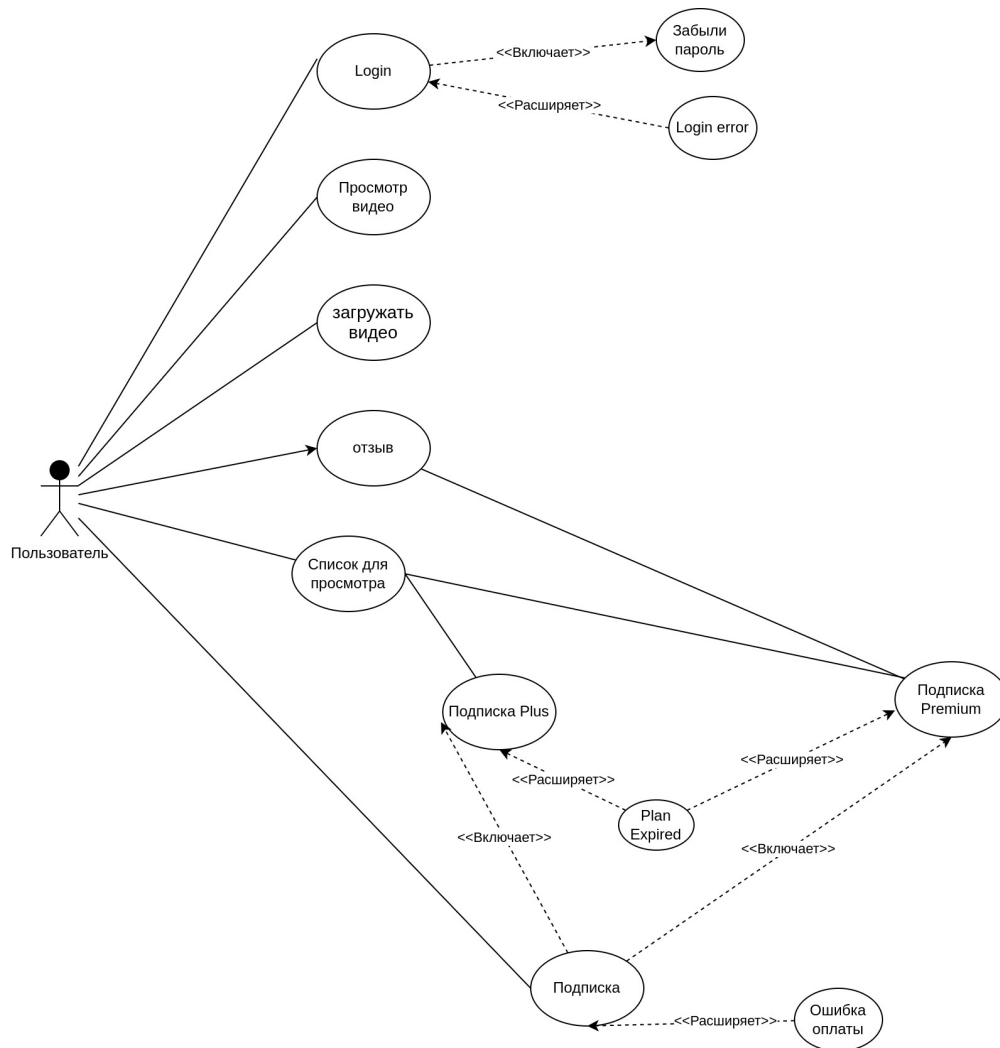 Забыли
пароль
<<Включает>>
Login
<<Расширяет>>
Login error
Просмотр
видео
загружать
видео
отзыв
Пользователь
Список для
просмотра
Подписка Plus
Подписка
Premium
<<Расширяет>>
<<Расширяет>>
Plan
Expired
<<Включает>>
<<Включает>>
Подписка
Ошибка
оплаты
<<Расширяет>>